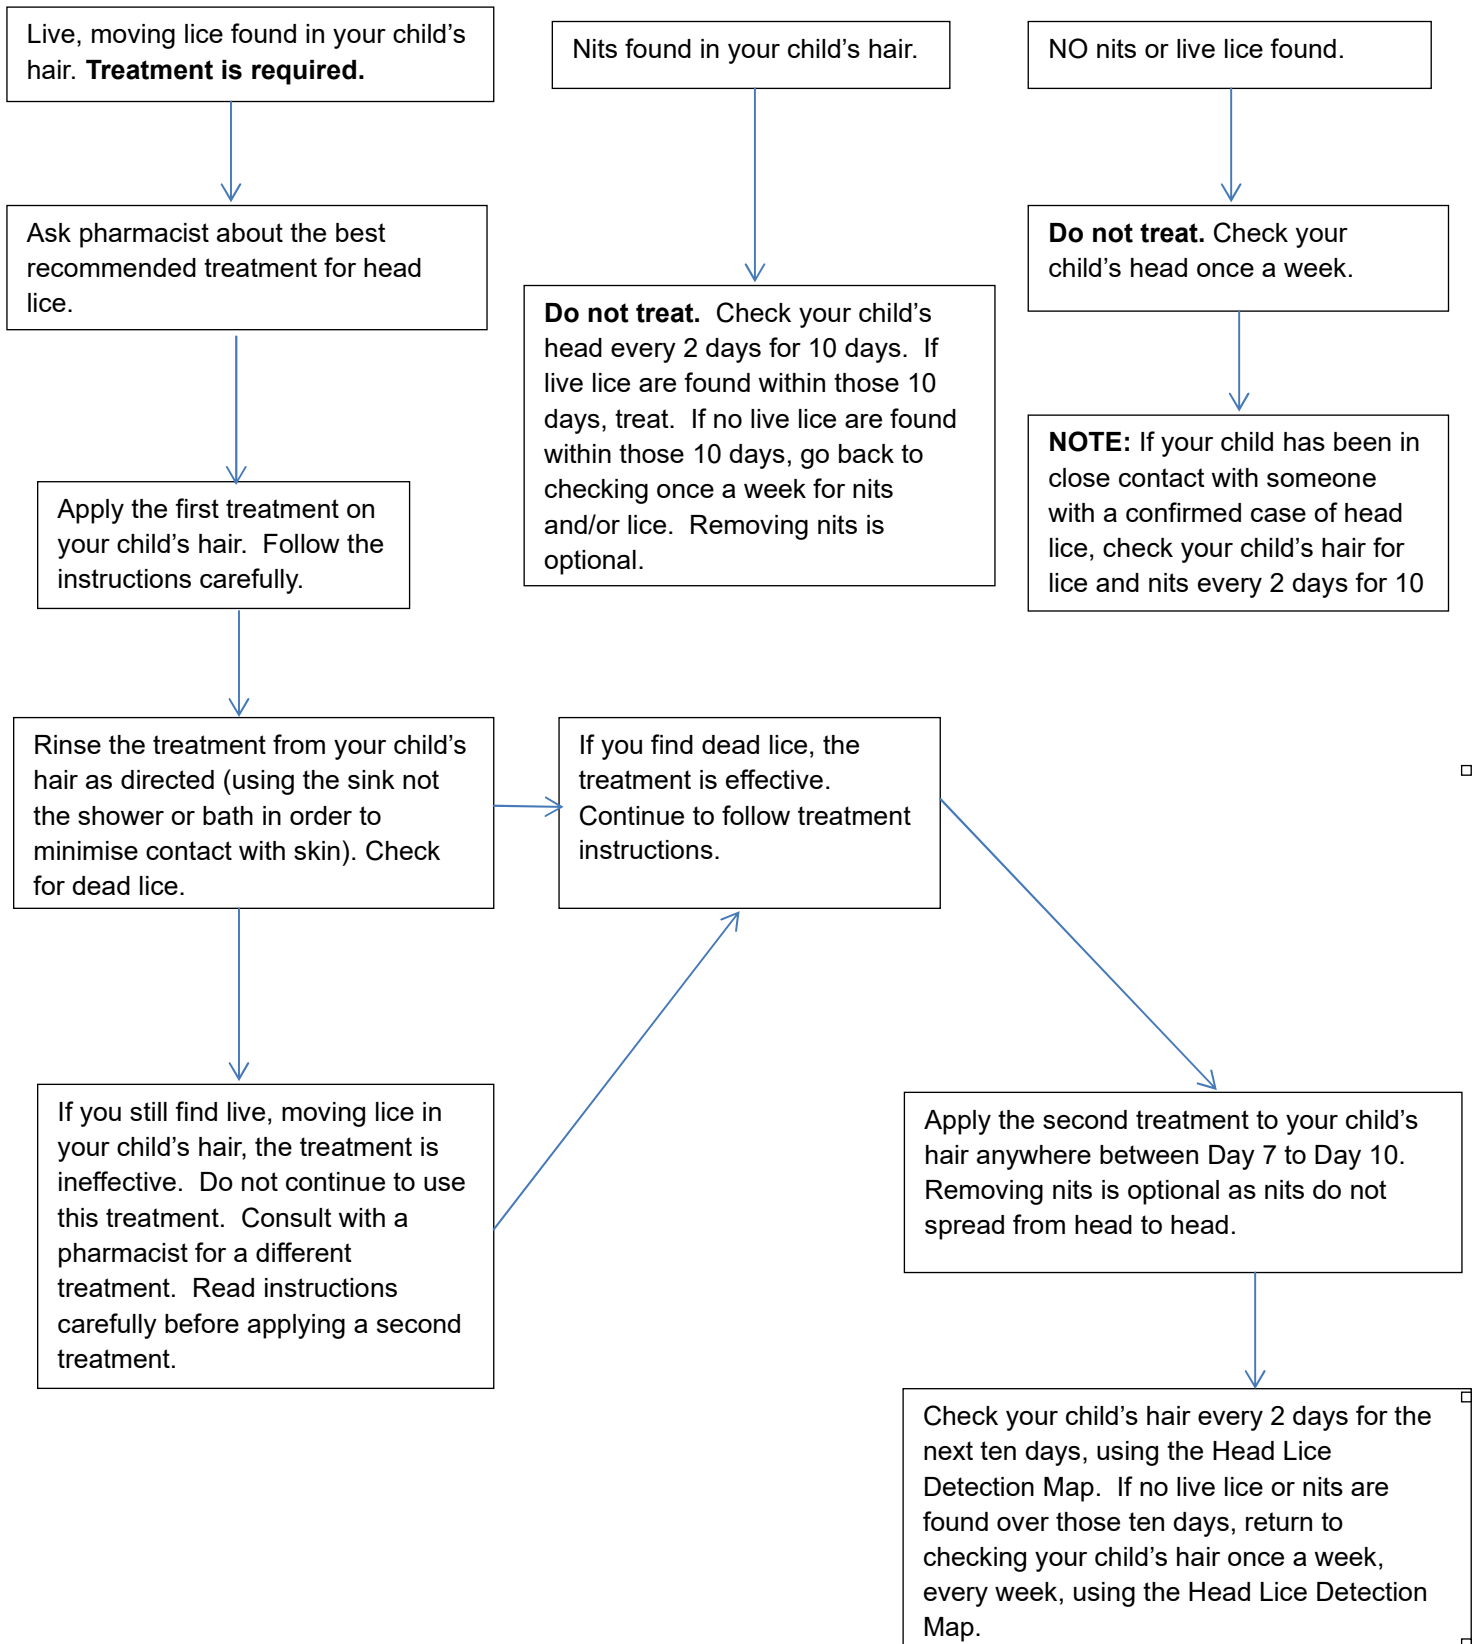 Live, moving lice found in your child’s
hair. Treatment is required.
Nits found in your child’s hair.
NO nits or live lice found.
Ask pharmacist about the best
recommended treatment for head
lice.
Do not treat. Check your child’s
head every 2 days for 10 days. If
live lice are found within those 10
days, treat. If no live lice are found
within those 10 days, go back to
checking once a week for nits
and/or lice. Removing nits is
optional.
Do not treat. Check your
child’s head once a week.
NOTE: If your child has been in
close contact with someone
with a confirmed case of head
lice, check your child’s hair for
lice and nits every 2 days for 10
Apply the first treatment on
your child’s hair. Follow the
instructions carefully.
Rinse the treatment from your child’s
hair as directed (using the sink not
the shower or bath in order to
minimise contact with skin). Check
for dead lice.
If you find dead lice, the
treatment is effective.
Continue to follow treatment
instructions.
If you still find live, moving lice in
your child’s hair, the treatment is
ineffective. Do not continue to use
this treatment. Consult with a
pharmacist for a different
treatment. Read instructions
carefully before applying a second
treatment.
Apply the second treatment to your child’s
hair anywhere between Day 7 to Day 10.
Removing nits is optional as nits do not
spread from head to head.
Check your child’s hair every 2 days for the
next ten days, using the Head Lice
Detection Map. If no live lice or nits are
found over those ten days, return to
checking your child’s hair once a week,
every week, using the Head Lice Detection
Map.